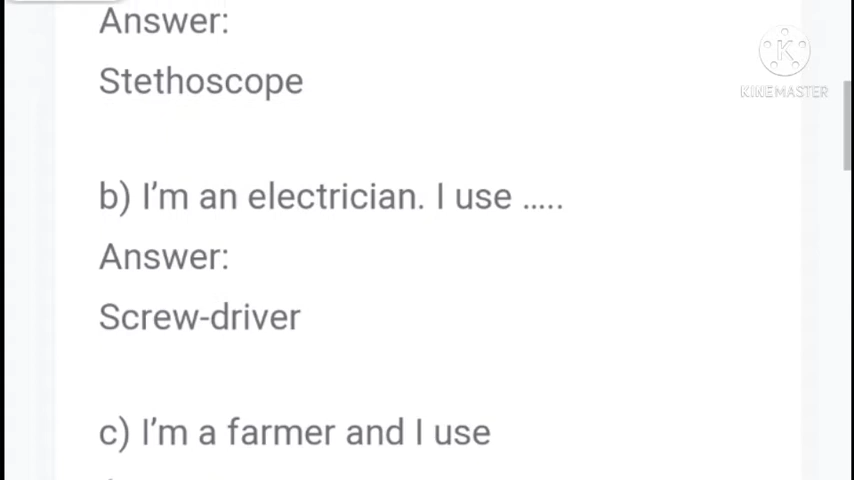 Answer:
Stethoscope
KINEMASTER
b) I'm an electrician. I use .....
Answer:
Screw-driver
c) I'm a farmer and I use